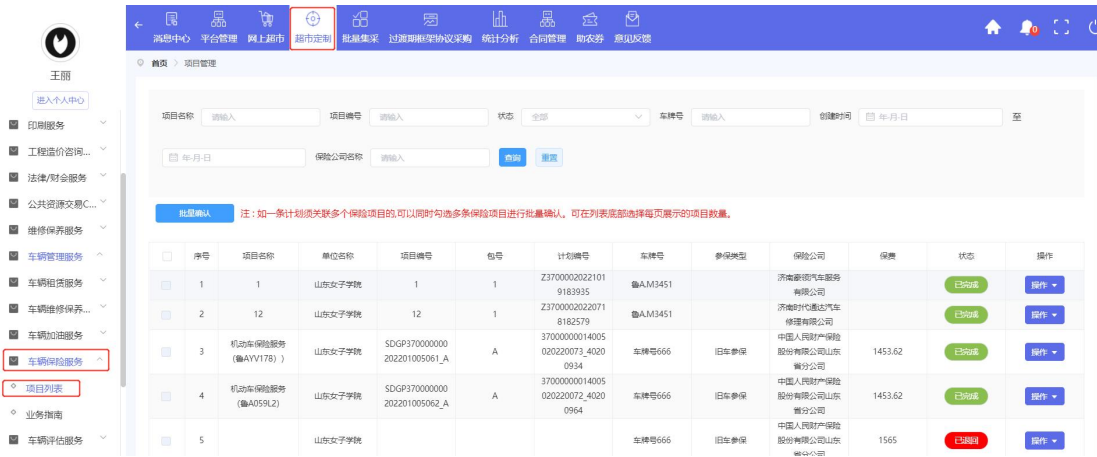 消息中心 平台管理 网上超市 超市定制 批量集采 过渡期框架协议采购 统计分析 合同管理 助农券 意见反馈
0
首页 > 项目管理
王丽
进入个人中心
印刷服务
工程造价咨询...
法律/财会服务
公共资源交易C...
维修保养服务
车辆管理服务
车辆租赁服务
车辆维修保养...
车辆加油服务
车辆保险服务
项目列表
业务指南
车辆评估服务
项目名称 请输入 项目编号 请输入 状态 全部 车牌号 请输入 创建时间 年-月-日 至
年-月-日 保险公司名称 请输入 查询 重置
批量确认 注：如一条计划须关联多个保险项目的,可以同时勾选多条保险项目进行批量确认。可在列表底部选择每页展示的项目数量。
序号 项目名称 单位名称 项目编号 包号 计划编号 车牌号 参保类型 保险公司 保费 状态 操作
1 1 山东女子学院 1 1 Z3700002022101 鲁A.M3451 济南豪领汽车服务 已完成 操作
9183935 有限公司
2 12 山东女子学院 12 1 Z3700002022071 鲁A.M3451 济南时代通达汽车 已完成 操作
8182579 修理有限公司
3 机动车保险服务 山东女子学院 SDGP370000000 A 37000000014005 车牌号666 旧车参保 中国人民财产保险 1453.62 已完成 操作
(鲁AYV178）) 202201005061_A 020220073_4020 股份有限公司山东
0934 省分公司
4 机动车保险服务 山东女子学院 SDGP370000000 A 37000000014005 车牌号666 旧车参保 中国人民财产保险 1453.62 已完成 操作
(鲁A059L2) 202201005062_A 020220072_4020 股份有限公司山东
0964 省分公司
5 山东女子学院 车牌号666 旧车参保 中国人民财产保险 1565 已退回 操作
股份有限公司山东
省分公司